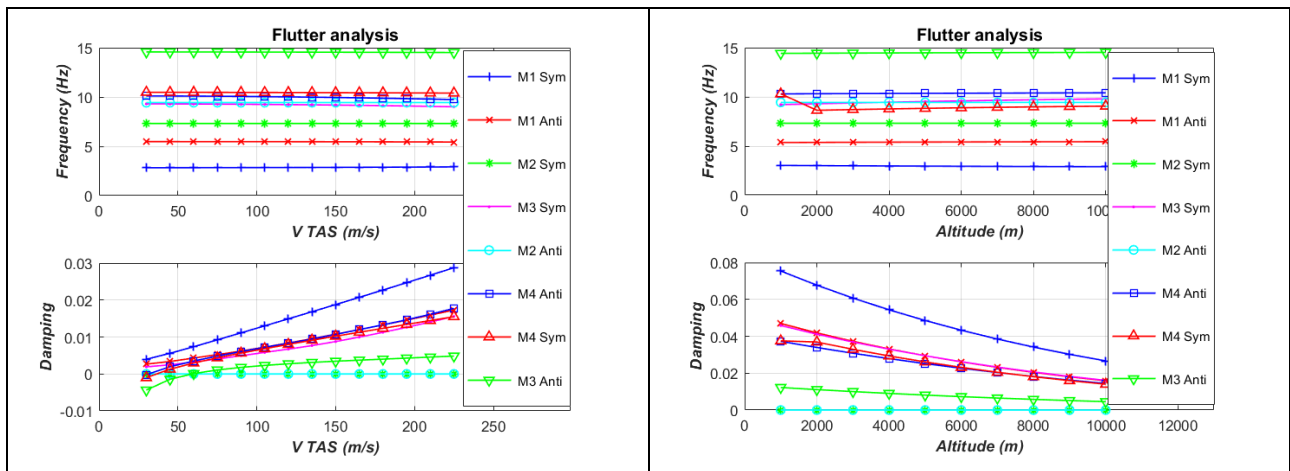 Flutter analysis
15
10
5
0
Frequency (Hz)
0 50 100 150 200
V TAS (m/s)
0.03
0.02
0.01
0
-0.01
Damping
0 50 100 150 200 250
V TAS (m/s)
M1 Sym
M1 Anti
M2 Sym
M3 Sym
M2 Anti
M4 Anti
M4 Sym
M3 Anti
Flutter analysis
15
10
5
0
Frequency (Hz)
0 2000 4000 6000 8000
Altitude (m)
0.08
0.06
0.04
0.02
0
Damping
0 2000 4000 6000 8000 10000 12000
Altitude (m)
M1 Sym
M1 Anti
M2 Sym
M3 Sym
M2 Anti
M4 Anti
M4 Sym
M3 Anti